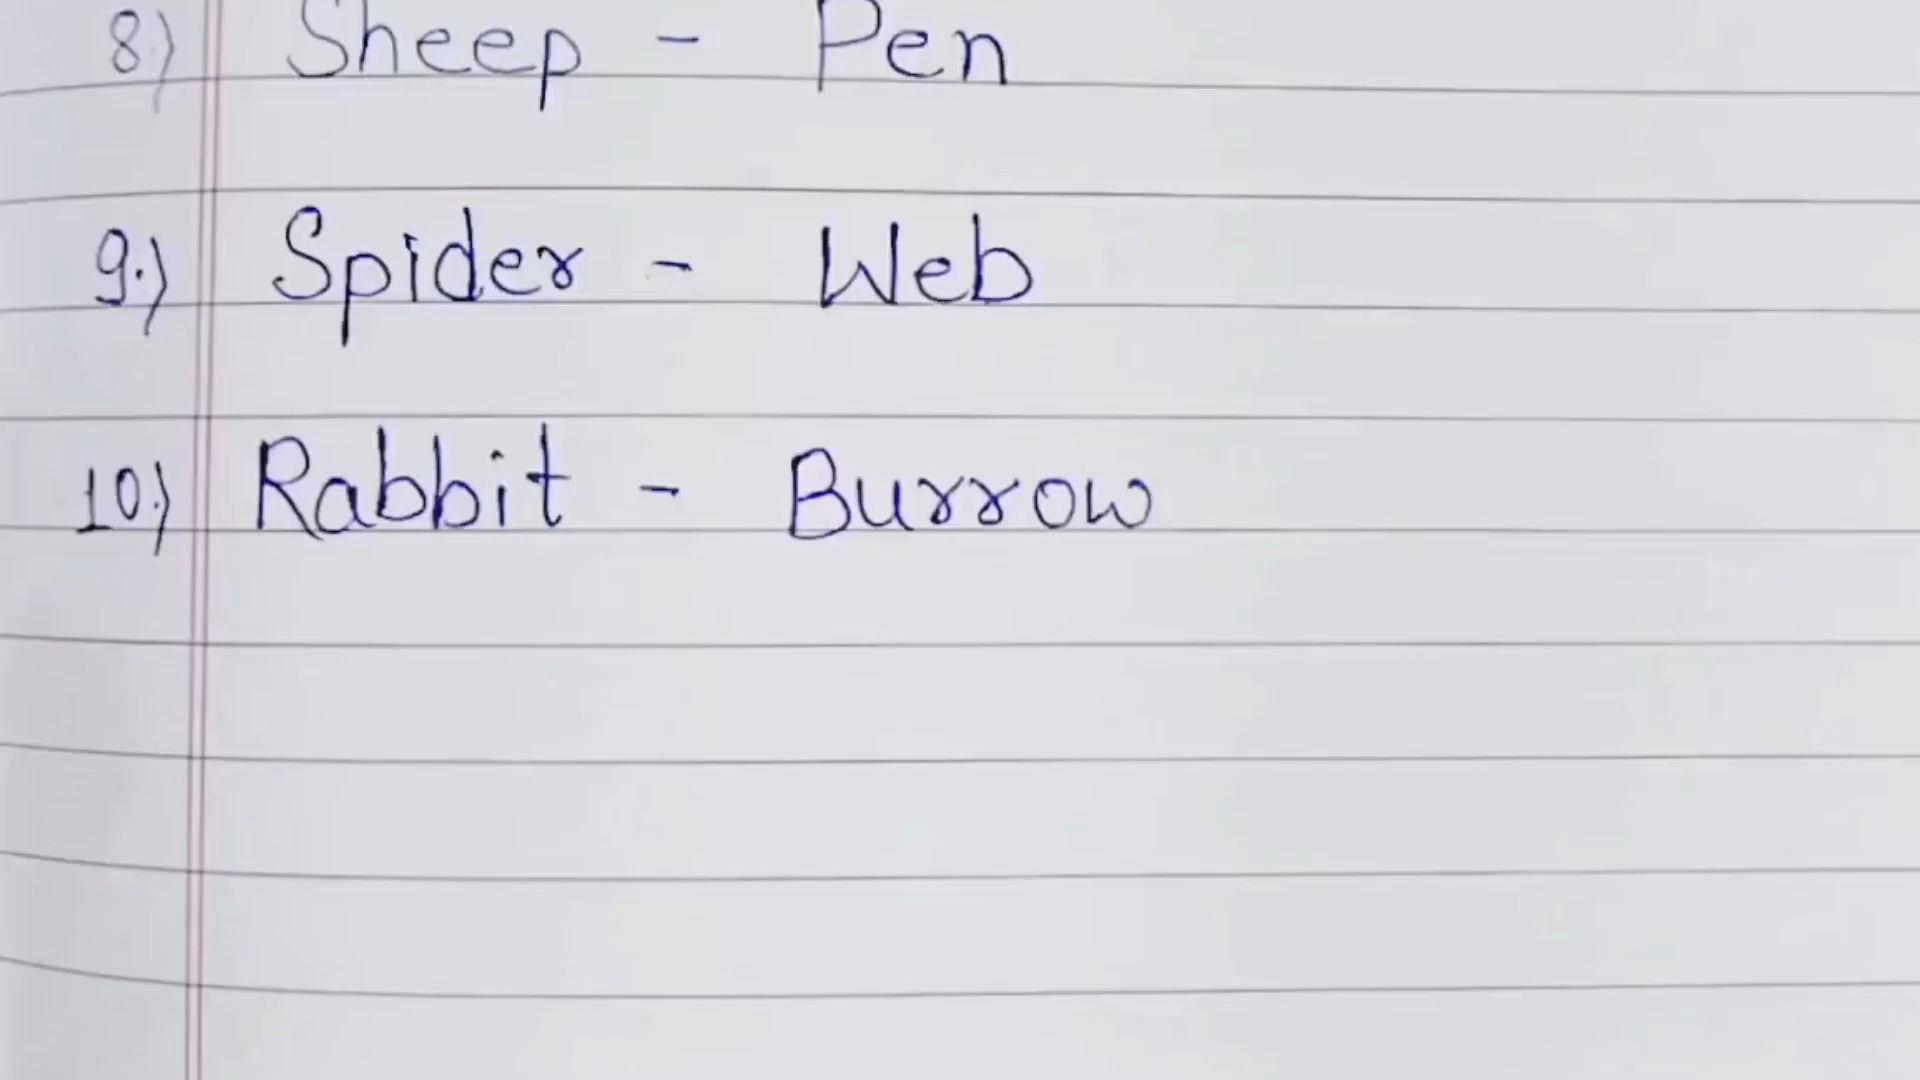 8) Sheep - Pen
9.) Spider - Web
10.) Rabbit - Burrow